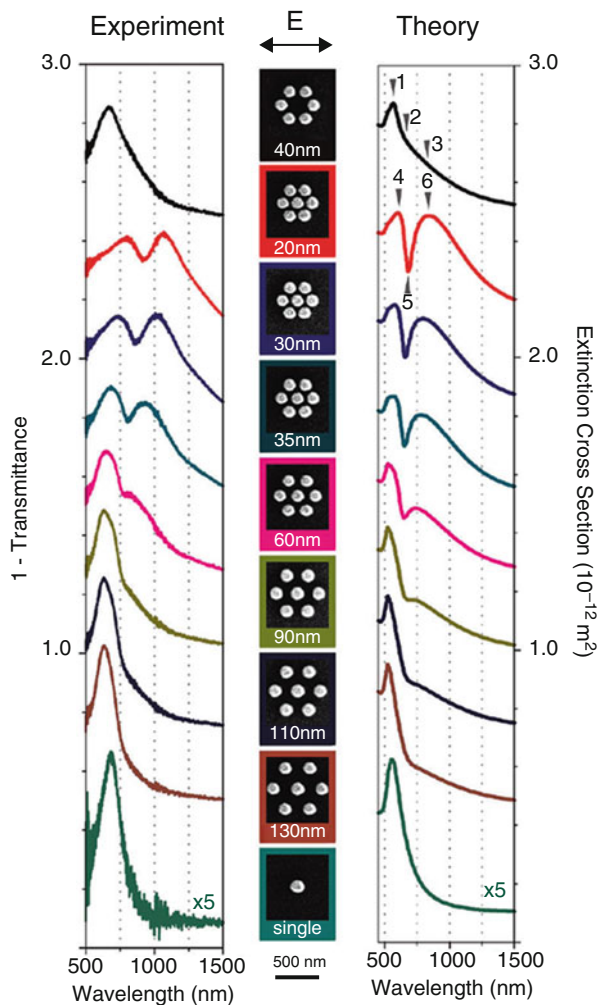 Experiment
E
Theory
3.0
2.0
1.0
1 - Transmittance
500 1000 1500
Wavelength (nm)
40nm
20nm
30nm
35nm
60nm
90nm
110nm
130nm
single
500 nm
x5
1
2
3
4
5
6
x5
3.0
2.0
1.0
Extinction Cross Section (10⁻¹² m²)
500 1000 1500
Wavelength (nm)